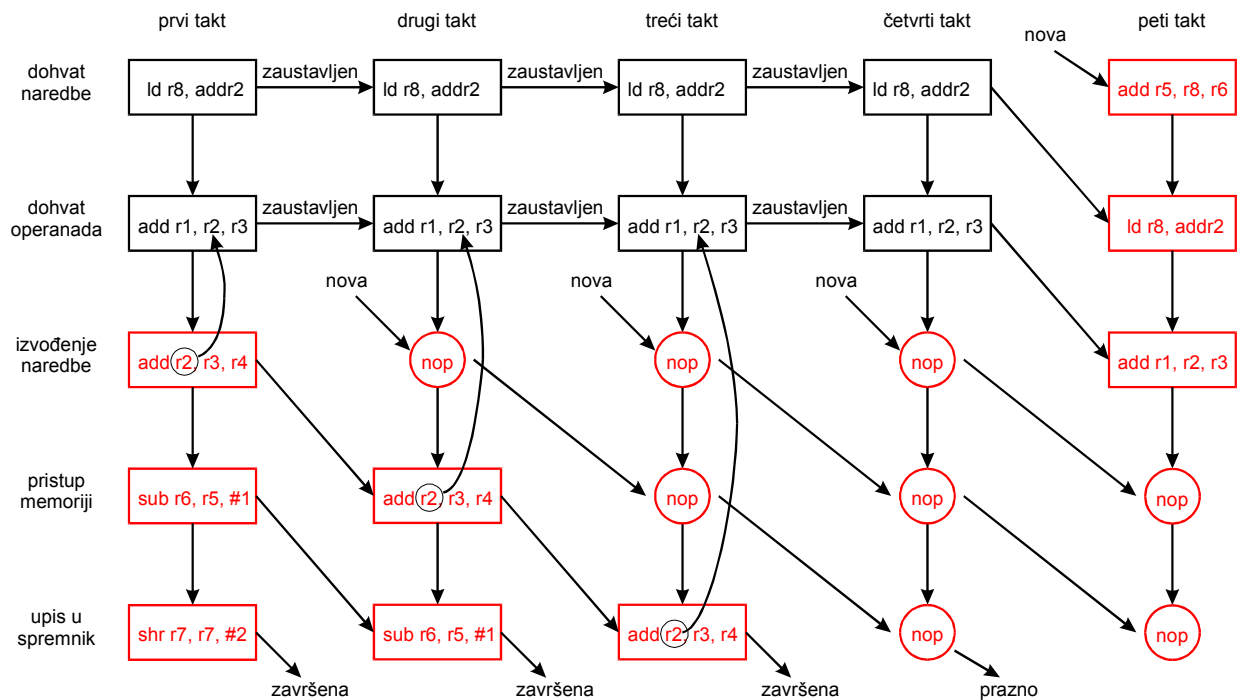 prvi takt
drugi takt
treći takt
četvrti takt
peti takt
nova
dohvat
naredbe
ld r8, addr2
zaustavljen
ld r8, addr2
zaustavljen
ld r8, addr2
zaustavljen
ld r8, addr2
add r5, r8, r6
dohvat
operanada
add r1, r2, r3
zaustavljen
add r1, r2, r3
zaustavljen
add r1, r2, r3
zaustavljen
add r1, r2, r3
ld r8, addr2
nova
nova
nova
izvođenje
naredbe
add r2, r3, r4
nop
nop
nop
add r1, r2, r3
pristup
memoriji
sub r6, r5, #1
add r2, r3, r4
nop
nop
nop
upis u
spremnik
shr r7, r7, #2
sub r6, r5, #1
add r2, r3, r4
nop
nop
završena
završena
završena
prazno